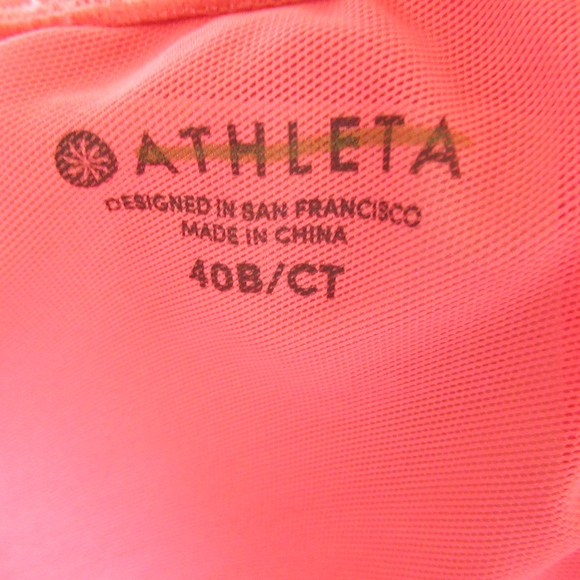 ATHLETA
DESIGNED IN SAN FRANCISCO
MADE IN CHINA
40B/CT